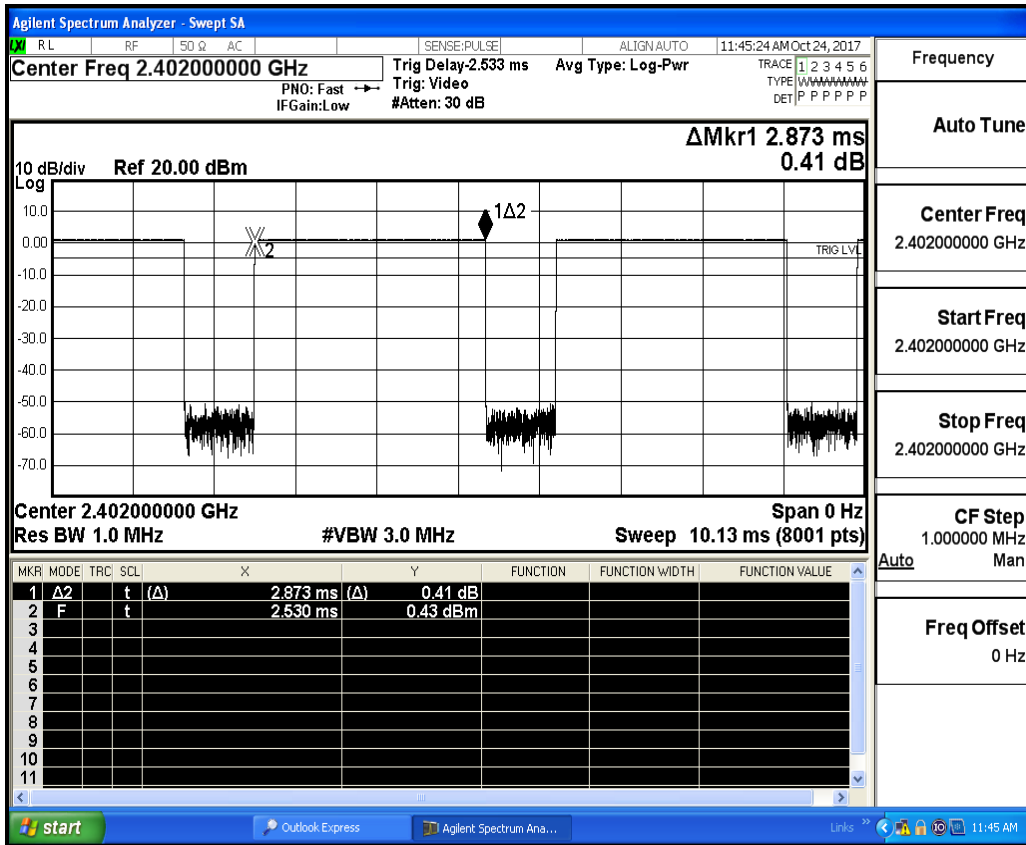 Agilent Spectrum Analyzer - Swept SA
LXI RL RF 50 Ω AC SENSE:PULSE ALIGN AUTO 11:45:24 AM Oct 24, 2017
Center Freq 2.402000000 GHz
PNO: Fast
IFGain:Low
Trig Delay-2.533 ms
Trig: Video
#Atten: 30 dB
Avg Type: Log-Pwr
TRACE 1 2 3 4 5 6
TYPE WWWWWW
DET P P P P P P
ΔMkr1 2.873 ms
0.41 dB
10 dB/div Ref 20.00 dBm
Log
10.0
0.00
-10.0
-20.0
-30.0
-40.0
-50.0
-60.0
-70.0
1Δ2
2
TRIG LVL
Center 2.402000000 GHz Span 0 Hz
Res BW 1.0 MHz #VBW 3.0 MHz Sweep 10.13 ms (8001 pts)
MKR MODE TRC SCL X Y FUNCTION FUNCTION WIDTH FUNCTION VALUE
1 Δ2 t (Δ) 2.873 ms (Δ) 0.41 dB
2 F t 2.530 ms 0.43 dBm
3
4
5
6
7
8
9
10
11
Frequency
Auto Tune
Center Freq
2.402000000 GHz
Start Freq
2.402000000 GHz
Stop Freq
2.402000000 GHz
CF Step
1.000000 MHz
Auto Man
Freq Offset
0 Hz
start Outlook Express Agilent Spectrum Ana... Links » 11:45 AM